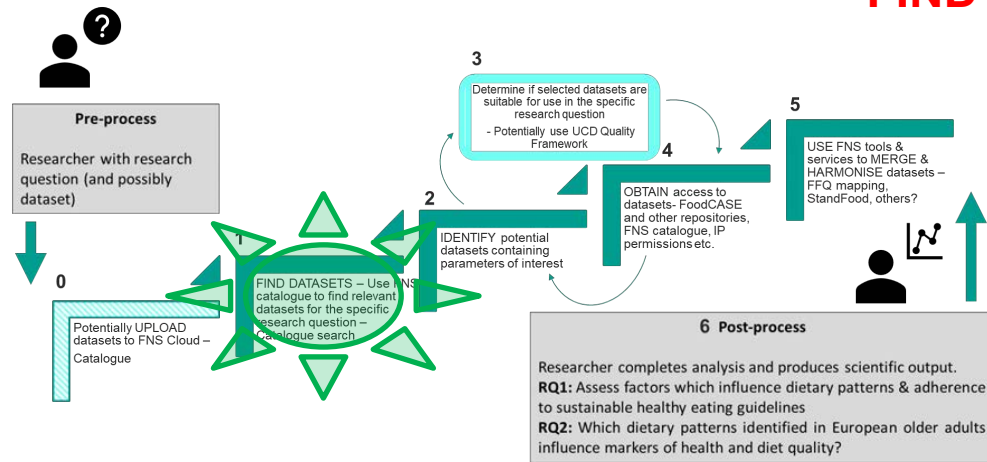 FIND
?
Pre-process
Researcher with research
question (and possibly
dataset)
0
Potentially UPLOAD
datasets to FNS Cloud –
Catalogue
1
FIND DATASETS – Use FNS
catalogue to find relevant
datasets for the specific
research question –
Catalogue search
2
IDENTIFY potential
datasets containing
parameters of interest
3
Determine if selected datasets are
suitable for use in the specific
research question
- Potentially use UCD Quality
Framework
4
OBTAIN access to
datasets- FoodCASE
and other repositories,
FNS catalogue, IP
permissions etc.
5
USE FNS tools &
services to MERGE &
HARMONISE datasets –
FFQ mapping,
StandFood, others?
6 Post-process
Researcher completes analysis and produces scientific output.
RQ1: Assess factors which influence dietary patterns & adherence
to sustainable healthy eating guidelines
RQ2: Which dietary patterns identified in European older adults
influence markers of health and diet quality?